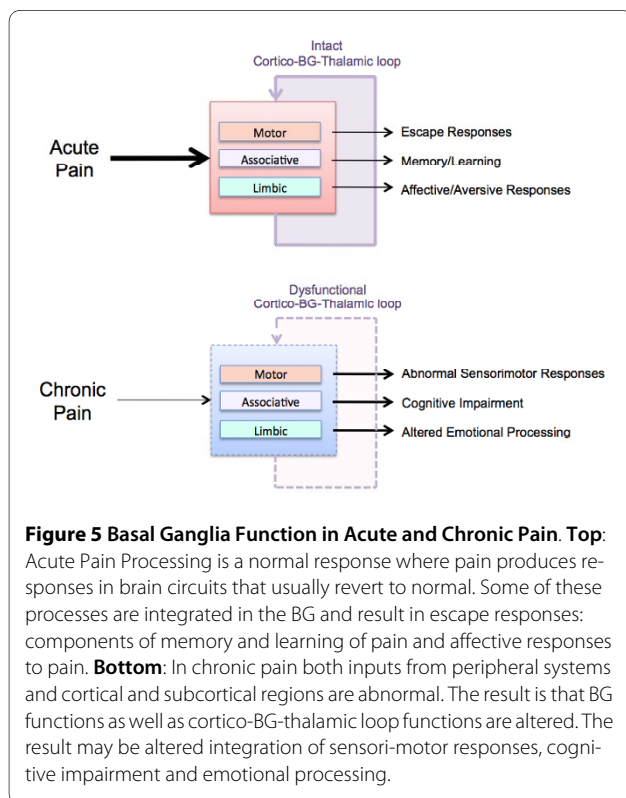 Intact
Cortico-BG-Thalamic loop
Acute
Pain
Motor
Associative
Limbic
Escape Responses
Memory/Learning
Affective/Aversive Responses
Dysfunctional
Cortico-BG-Thalamic loop
Chronic
Pain
Motor
Associative
Limbic
Abnormal Sensorimotor Responses
Cognitive Impairment
Altered Emotional Processing
Figure 5 Basal Ganglia Function in Acute and Chronic Pain. Top:
Acute Pain Processing is a normal response where pain produces re-
sponses in brain circuits that usually revert to normal. Some of these
processes are integrated in the BG and result in escape responses:
components of memory and learning of pain and affective responses
to pain. Bottom: In chronic pain both inputs from peripheral systems
and cortical and subcortical regions are abnormal. The result is that BG
functions as well as cortico-BG-thalamic loop functions are altered. The
result may be altered integration of sensori-motor responses, cogni-
tive impairment and emotional processing.